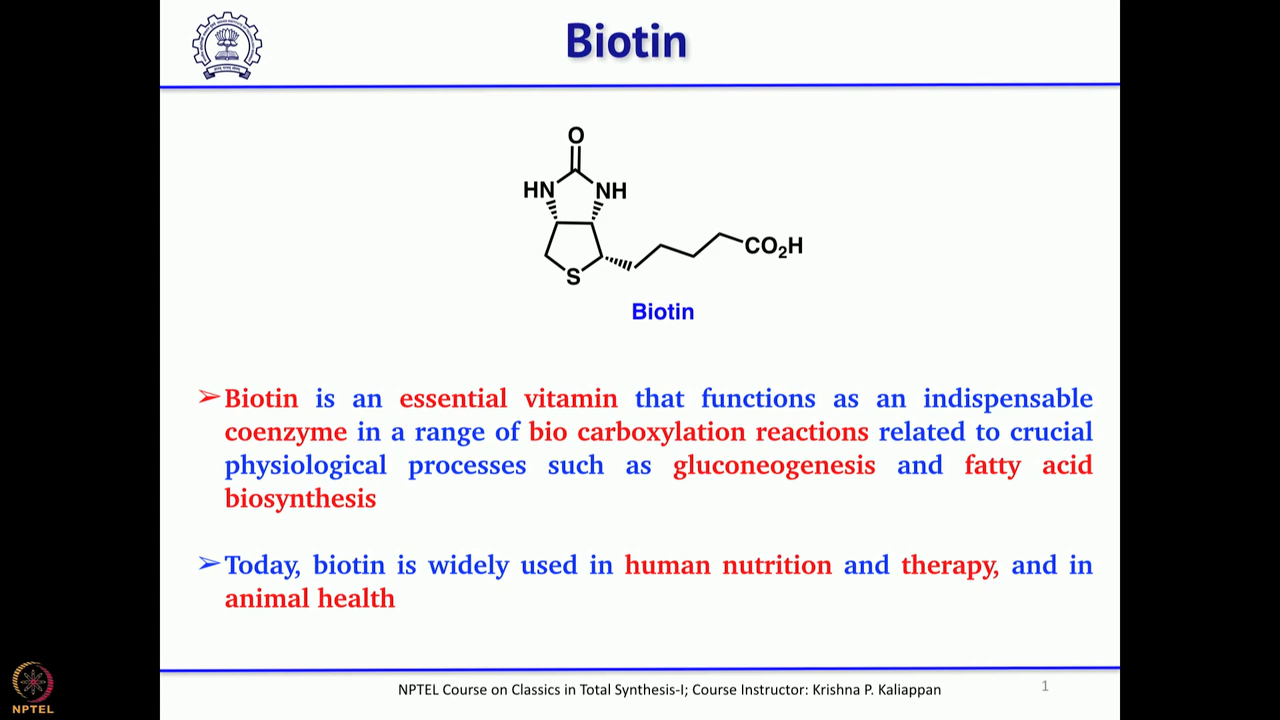 Biotin
O
HN NH
S
CO₂H
Biotin
➢Biotin is an essential vitamin that functions as an indispensable
coenzyme in a range of bio carboxylation reactions related to crucial
physiological processes such as gluconeogenesis and fatty acid
biosynthesis
➢Today, biotin is widely used in human nutrition and therapy, and in
animal health
NPTEL Course on Classics in Total Synthesis-I; Course Instructor: Krishna P. Kaliappan
1
NPTEL